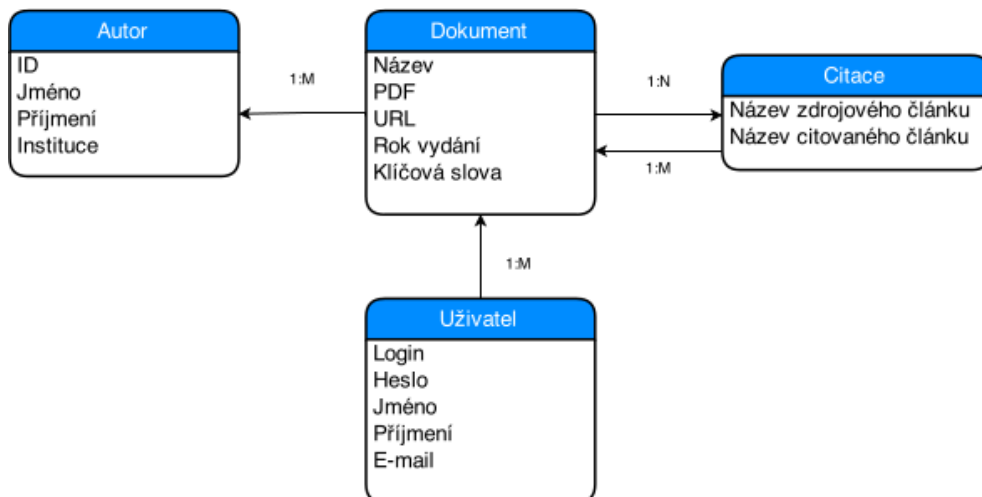 Autor
ID
Jméno
Příjmení
Instituce
1:M
Dokument
Název
PDF
URL
Rok vydání
Klíčová slova
1:N
1:M
Citace
Název zdrojového článku
Název citovaného článku
1:M
Uživatel
Login
Heslo
Jméno
Příjmení
E-mail